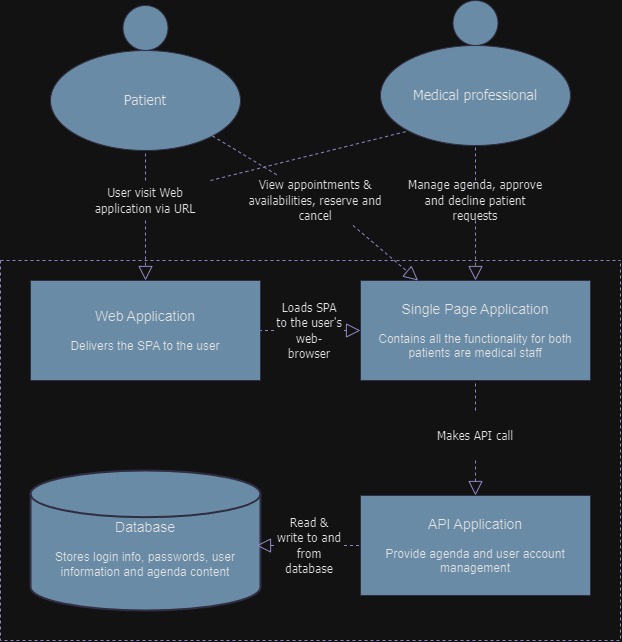 Patient
Medical professional
User visit Web
application via URL
View appointments &
availabilities, reserve and
cancel
Manage agenda, approve
and decline patient
requests
Web Application
Delivers the SPA to the user
Loads SPA
to the user's
web-
browser
Single Page Application
Contains all the functionality for both
patients are medical staff
Makes API call
Database
Stores login info, passwords, user
information and agenda content
Read &
write to and
from
database
API Application
Provide agenda and user account
management